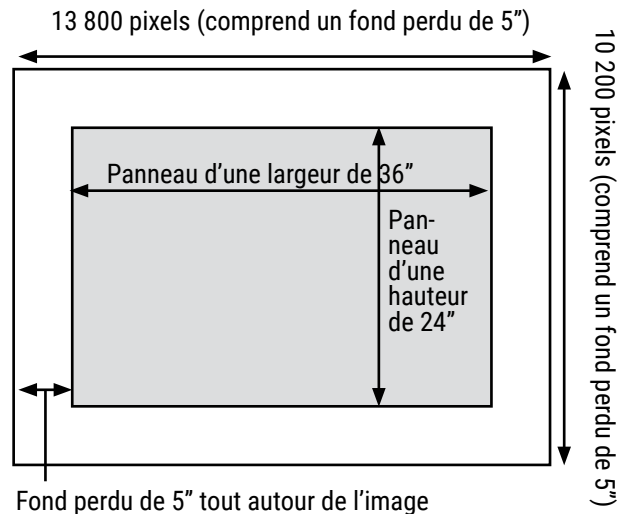 13 800 pixels (comprend un fond perdu de 5”)
10 200 pixels (comprend un fond perdu de 5”)
Panneau d’une largeur de 36”
Pan-
neau
d’une
hauteur
de 24”
Fond perdu de 5” tout autour de l’image